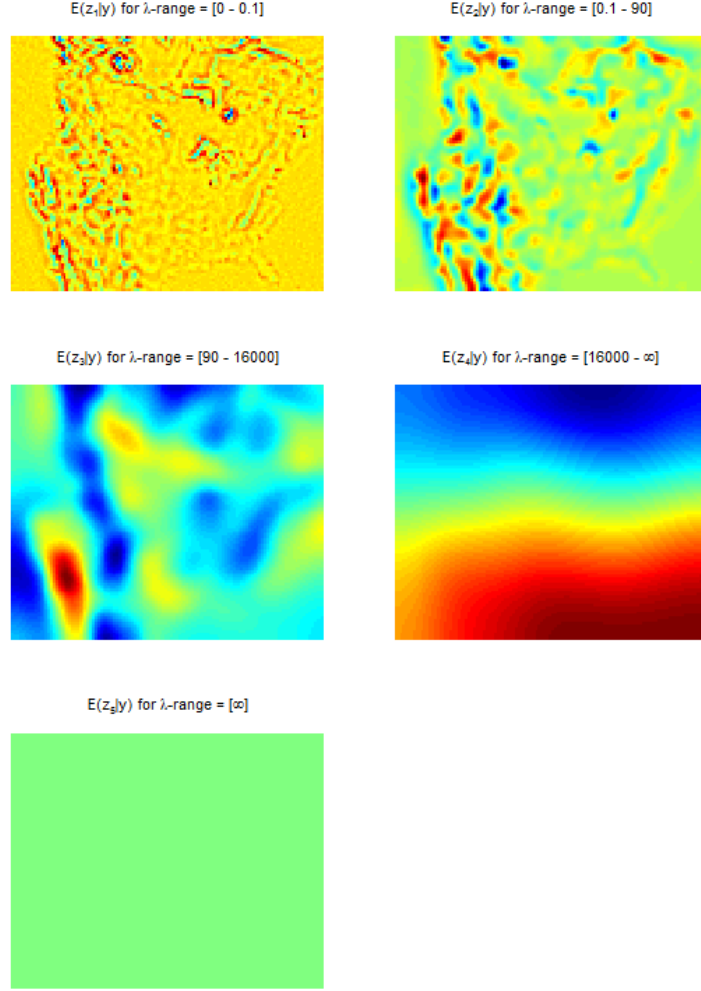 E(z₁|y) for λ-range = [0 - 0.1]
E(z₂|y) for λ-range = [0.1 - 90]
E(z₃|y) for λ-range = [90 - 16000]
E(z₄|y) for λ-range = [16000 - ∞]
E(z₅|y) for λ-range = [∞]